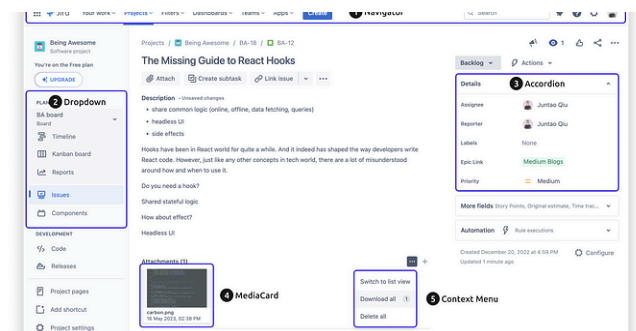 Jira Your work Projects Filters Dashboards Teams Apps Create 1 Navigator Search
Being Awesome
Software project
You're on the Free plan
UPGRADE
2 Dropdown
BA board
Board
Timeline
Kanban board
Reports
Issues
Components
DEVELOPMENT
Code
Releases
Project pages
Add shortcut
Project settings
Projects / Being Awesome / BA-18 / BA-12
The Missing Guide to React Hooks
Attach Create subtask Link issue
Description - Unsaved changes
• share common logic (online, offline, data fetching, queries)
• headless UI
• side effects
Hooks have been in React world for quite a while. And it indeed has shaped the way developers write
React code. However, just like any other concepts in tech world, there are a lot of misunderstood
around how and when to use it.
Do you need a hook?
Shared stateful logic
How about effect?
Headless UI
Attachments (1)
carbon.png
16 May 2023, 02:38 PM
4 MediaCard
Switch to list view
Download all 1
Delete all
5 Context Menu
1
Backlog Actions
Details 3 Accordion
Assignee Juntao Qiu
Reporter Juntao Qiu
Labels None
Epic Link Medium Blogs
Priority Medium
More fields Story Points, Original estimate, Time trac...
Automation Rule executions
Created December 20, 2022 at 4:59 PM Configure
Updated 1 minute ago